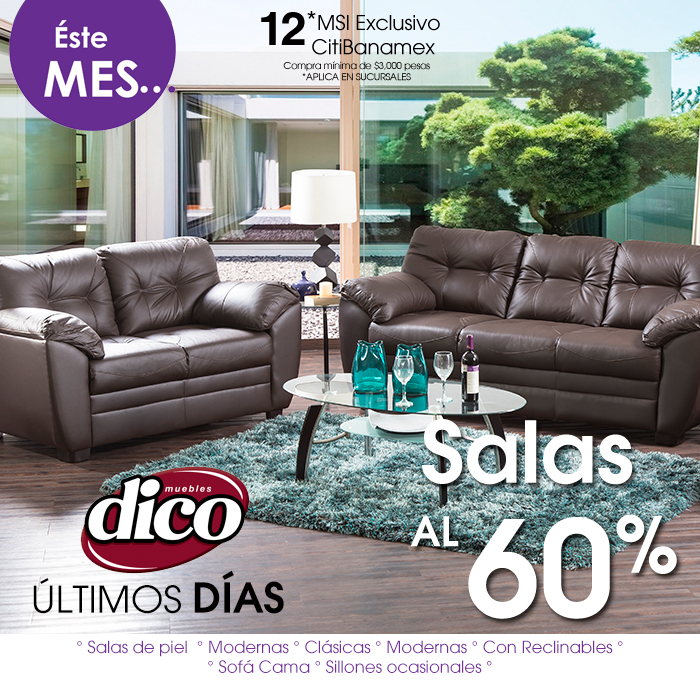 Éste
MES...
12*MSI Exclusivo
CitiBanamex
Compra mínima de $3,000 pesos
*APLICA EN SUCURSALES
muebles
dico
ÚLTIMOS DÍAS
Salas
AL 60%
° Salas de piel ° Modernas ° Clásicas ° Modernas ° Con Reclinables °
° Sofá Cama ° Sillones ocasionales °